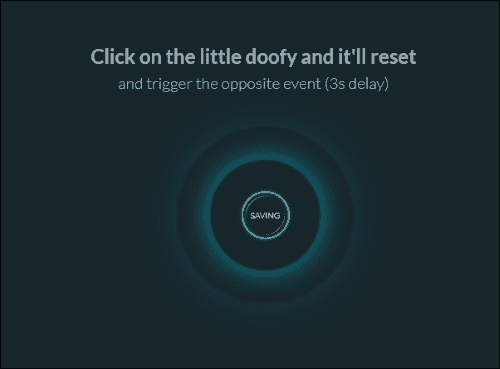 Click on the little doofy and it'll reset
and trigger the opposite event (3s delay)
SAVING